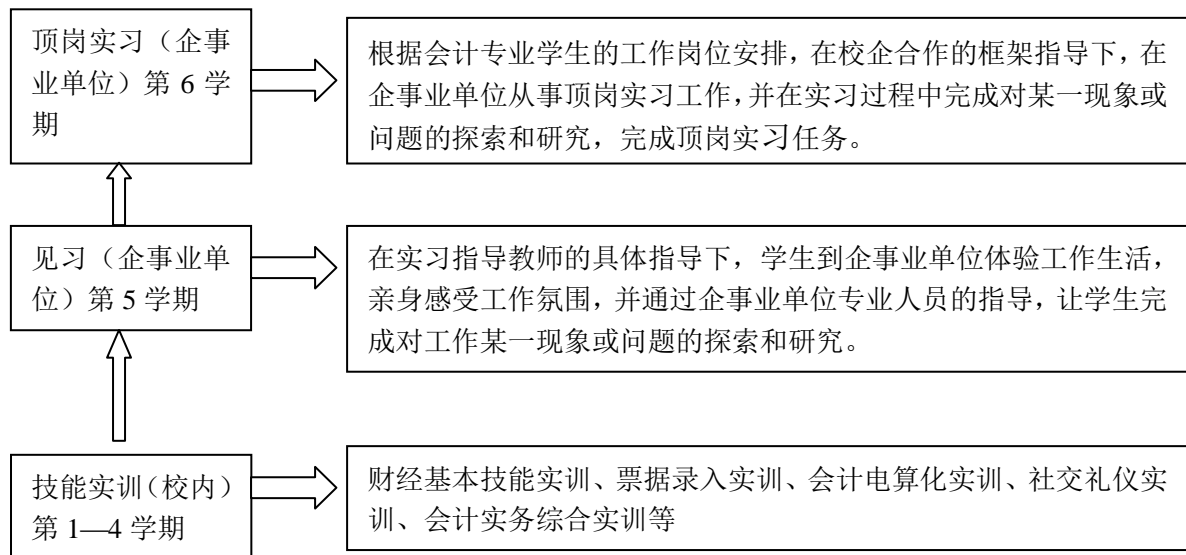 顶岗实习（企事
业单位）第 6 学
期
根据会计专业学生的工作岗位安排，在校企合作的框架指导下，在
企事业单位从事顶岗实习工作，并在实习过程中完成对某一现象或
问题的探索和研究，完成顶岗实习任务。
见习（企事业单
位）第 5 学期
在实习指导教师的具体指导下，学生到企事业单位体验工作生活，
亲身感受工作氛围，并通过企事业单位专业人员的指导，让学生完
成对工作某一现象或问题的探索和研究。
技能实训（校内）
第 1—4 学期
财经基本技能实训、票据录入实训、会计电算化实训、社交礼仪实
训、会计实务综合实训等